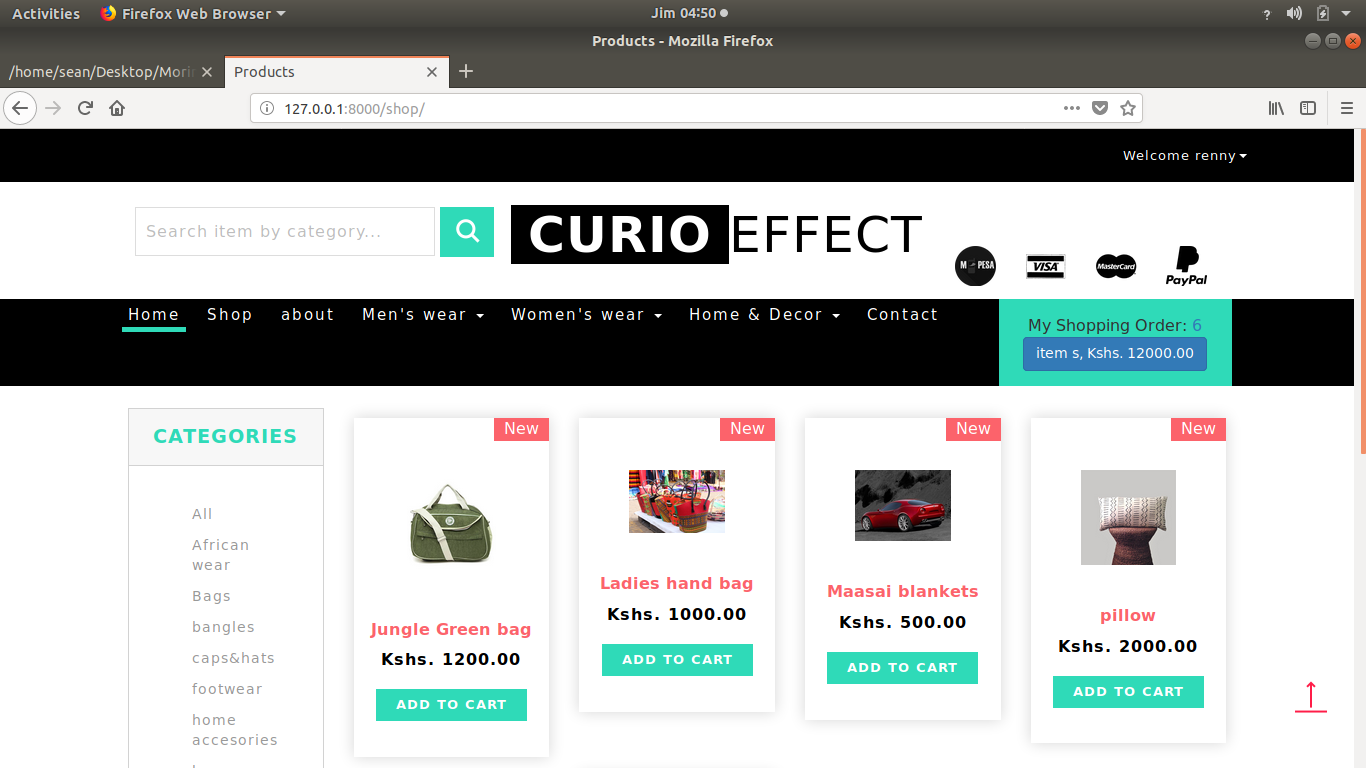 Activities Firefox Web Browser Jim 04:50
Products - Mozilla Firefox
/home/sean/Desktop/Morin Products
127.0.0.1:8000/shop/
Welcome renny
Search item by category...
CURIO EFFECT
M PESA VISA MasterCard PayPal
Home Shop about Men's wear Women's wear Home & Decor Contact
My Shopping Order: 6
item s, Kshs. 12000.00
CATEGORIES
All
African
wear
Bags
bangles
caps&hats
footwear
home
accesories
New
Jungle Green bag
Kshs. 1200.00
ADD TO CART
New
Ladies hand bag
Kshs. 1000.00
ADD TO CART
New
Maasai blankets
Kshs. 500.00
ADD TO CART
New
pillow
Kshs. 2000.00
ADD TO CART